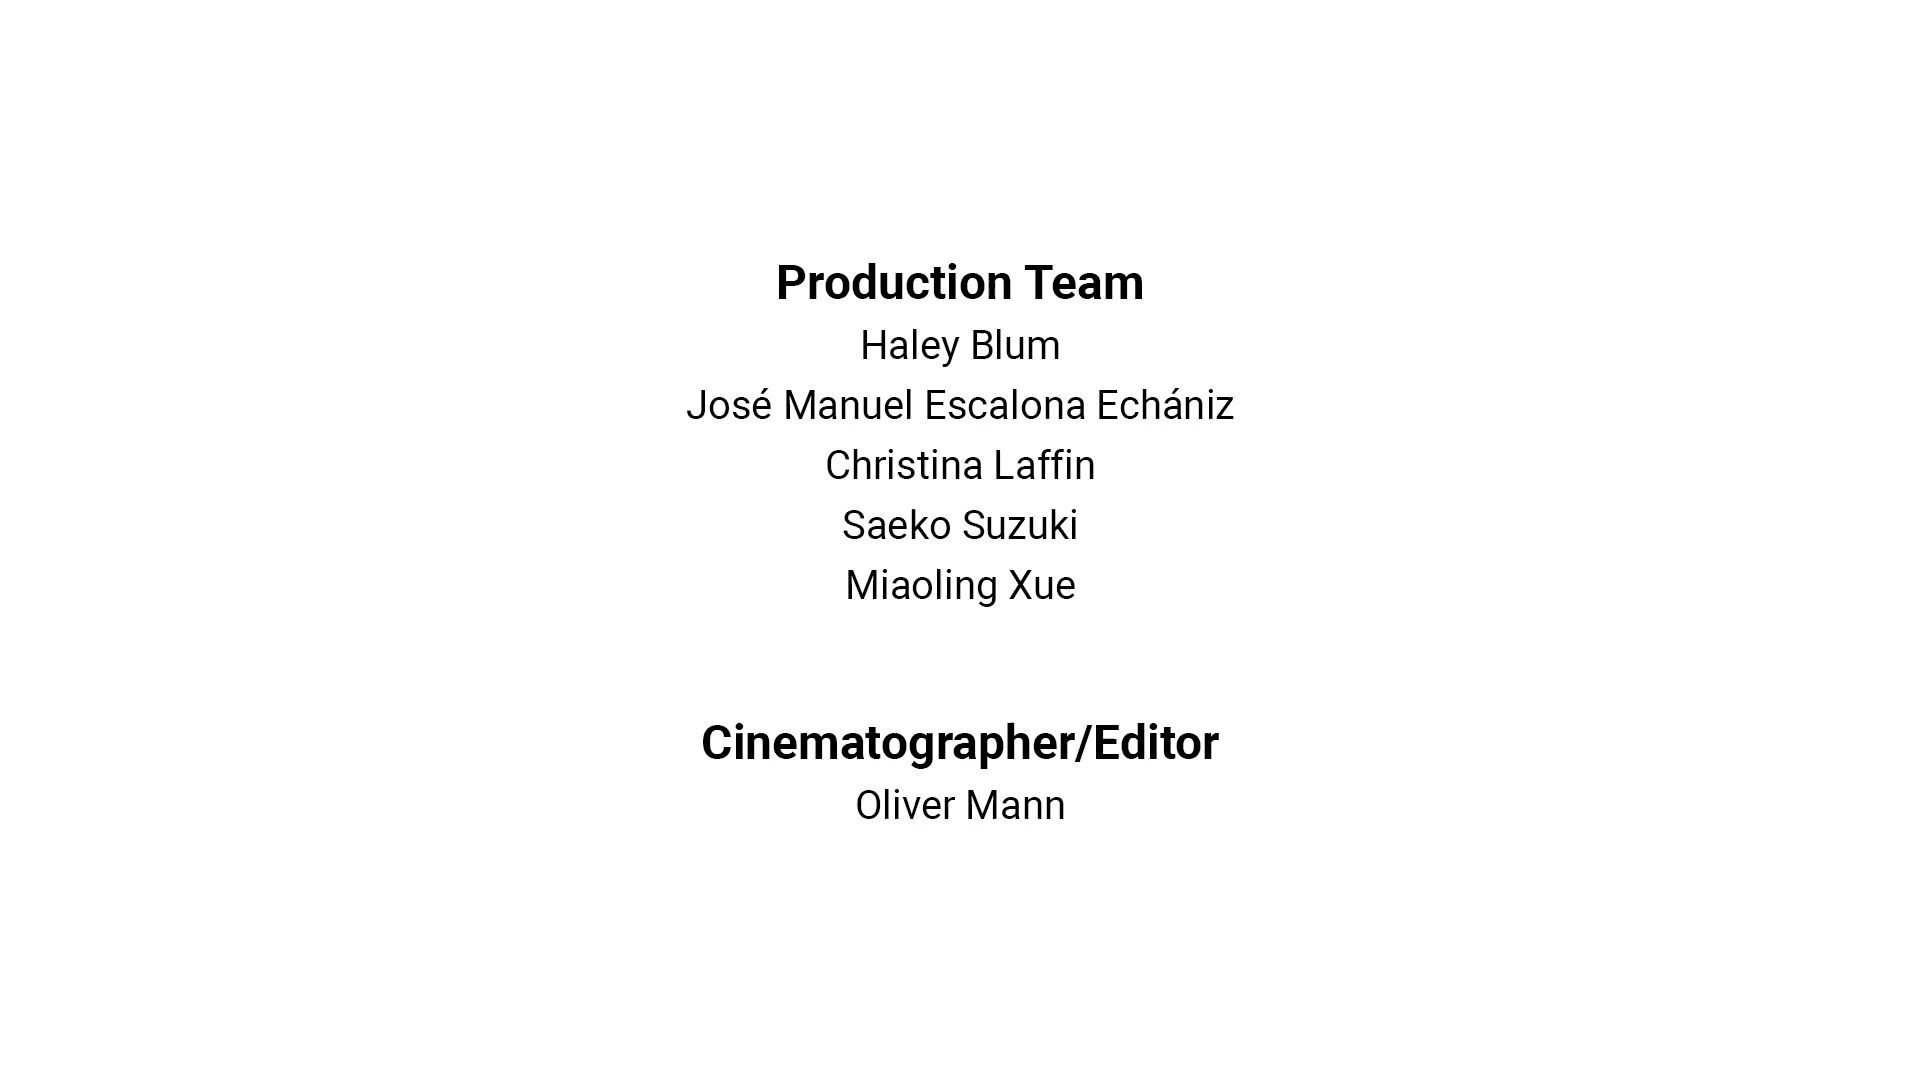 Production Team
Haley Blum
José Manuel Escalona Echániz
Christina Laffin
Saeko Suzuki
Miaoling Xue
Cinematographer/Editor
Oliver Mann